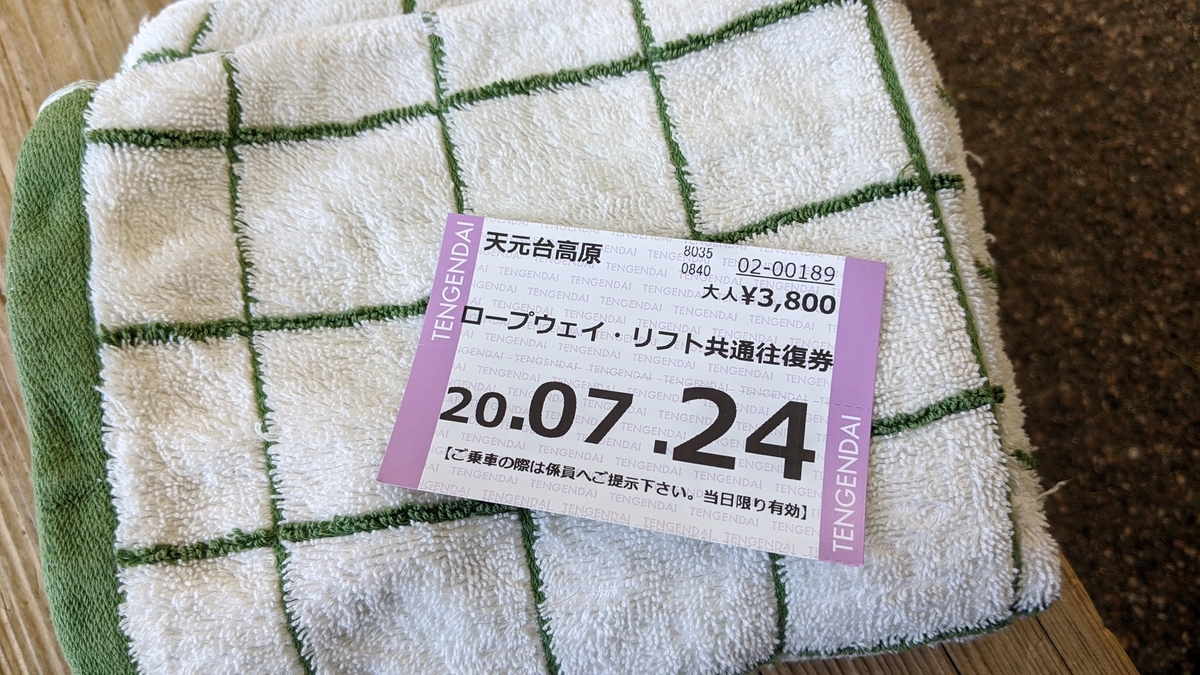 TENGENDAI
天元台高原
8035
0840
02-00189
大人¥3,800
ロープウェイ・リフト共通往復券
20.07.24
【ご乗車の際は係員へご提示下さい。当日限り有効】
TENGENDAI